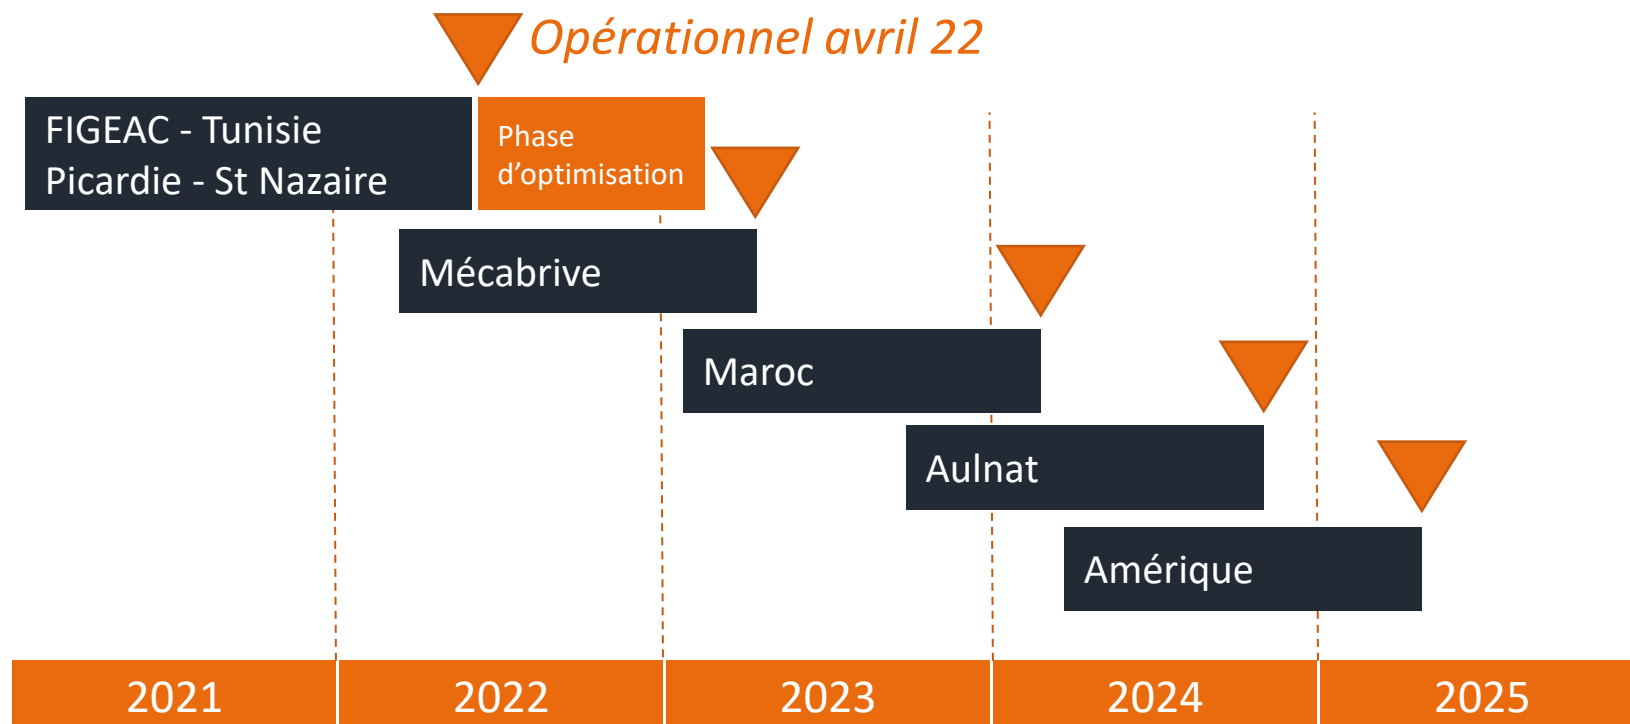 Opérationnel avril 22
FIGEAC - Tunisie
Picardie - St Nazaire
Phase
d’optimisation
Mécabrive
Maroc
Aulnat
Amérique
2021
2022
2023
2024
2025